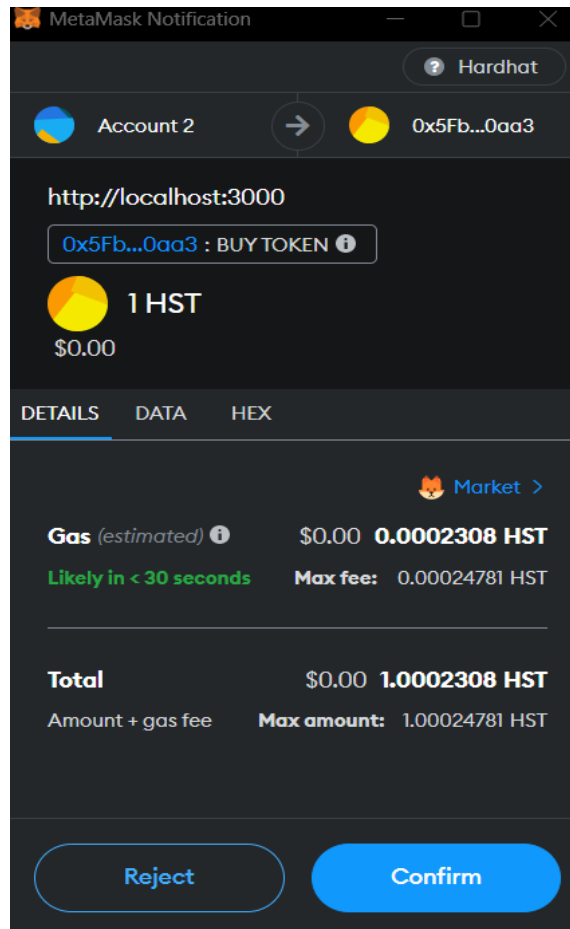 MetaMask Notification
Hardhat
Account 2 0x5Fb...0aa3
http://localhost:3000
0x5Fb...0aa3 : BUY TOKEN
1 HST
$0.00
DETAILS DATA HEX
Market >
Gas (estimated) $0.00 0.0002308 HST
Likely in < 30 seconds Max fee: 0.00024781 HST
Total $0.00 1.0002308 HST
Amount + gas fee Max amount: 1.00024781 HST
Reject Confirm